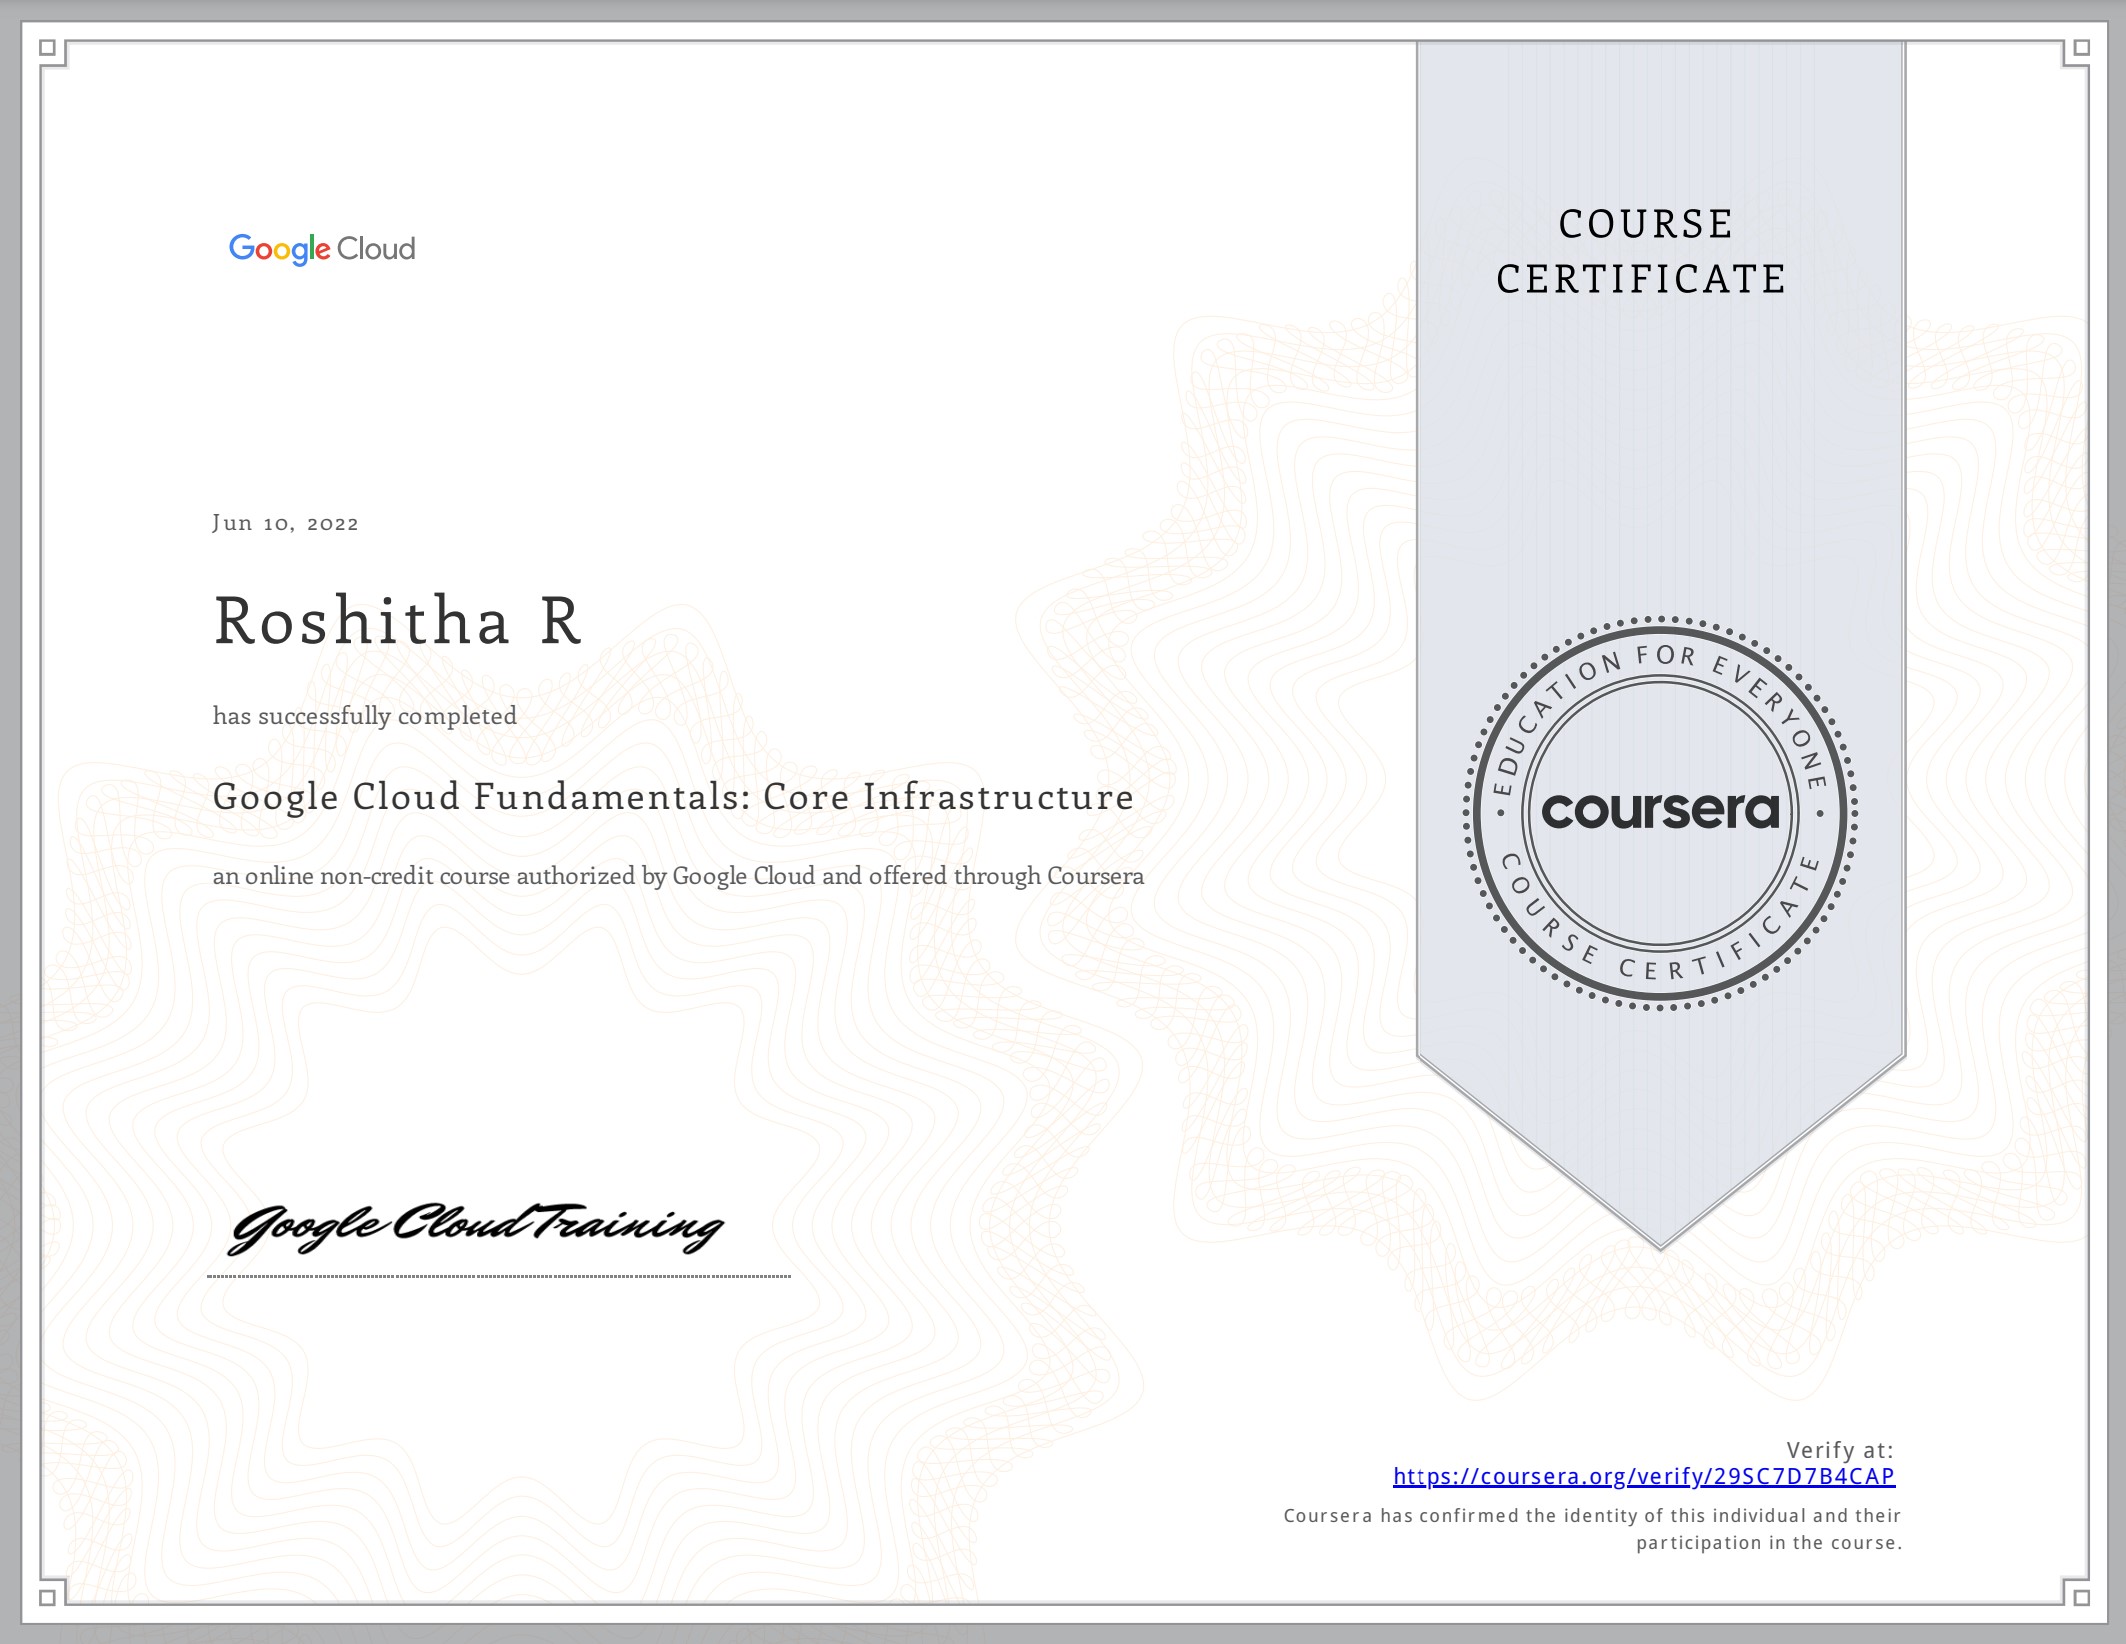 Google Cloud
COURSE
CERTIFICATE
Jun 10, 2022
Roshitha R
has successfully completed
Google Cloud Fundamentals: Core Infrastructure
an online non-credit course authorized by Google Cloud and offered through Coursera
EDUCATION FOR EVERYONE
coursera
COURSE CERTIFICATE
Google Cloud Training
Verify at:
https://coursera.org/verify/29SC7D7B4CAP
Coursera has confirmed the identity of this individual and their
participation in the course.